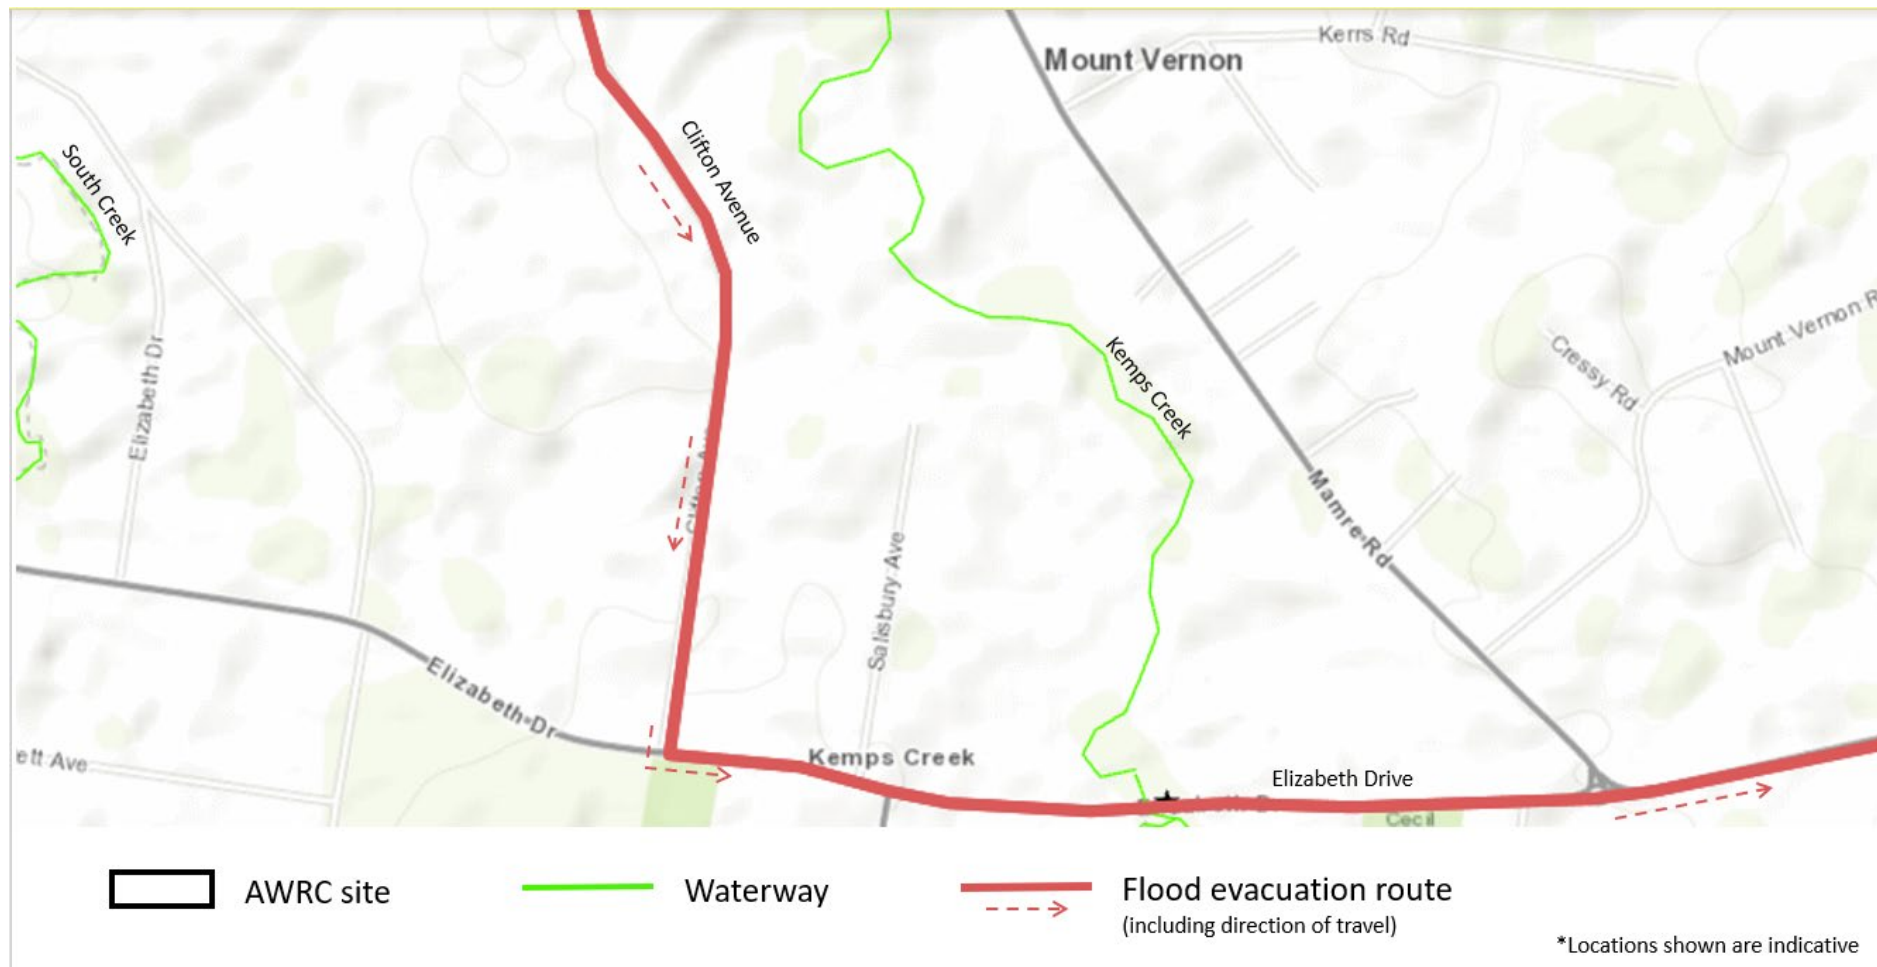 Kerrs Rd
Mount Vernon
Clifton Avenue
South Creek
Mount Vernon R
Elizabeth Dr
Kemps Creek
Cressy Rd
Mamre Rd
Salisbury Ave
Elizabeth Dr
ett Ave
Kemps Creek
Elizabeth Drive
Cecil
AWRC site
Waterway
Flood evacuation route
(including direction of travel)
*Locations shown are indicative